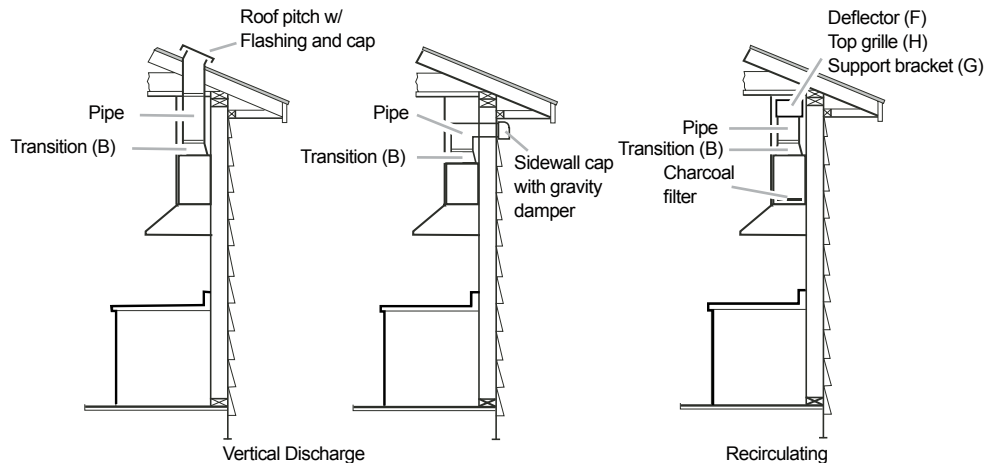 Roof pitch w/
Flashing and cap
Pipe
Transition (B)
Pipe
Transition (B)
Sidewall cap
with gravity
damper
Vertical Discharge
Deflector (F)
Top grille (H)
Support bracket (G)
Pipe
Transition (B)
Charcoal
filter
Recirculating